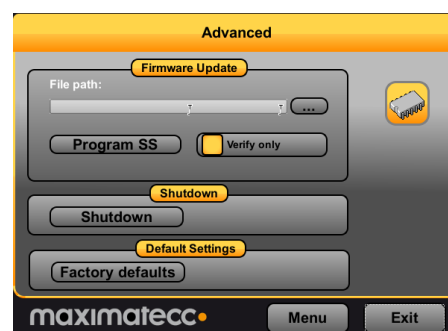 Advanced
Firmware Update
File path:
...
Program SS
Verify only
Shutdown
Shutdown
Default Settings
Factory defaults
maximatecc
Menu
Exit